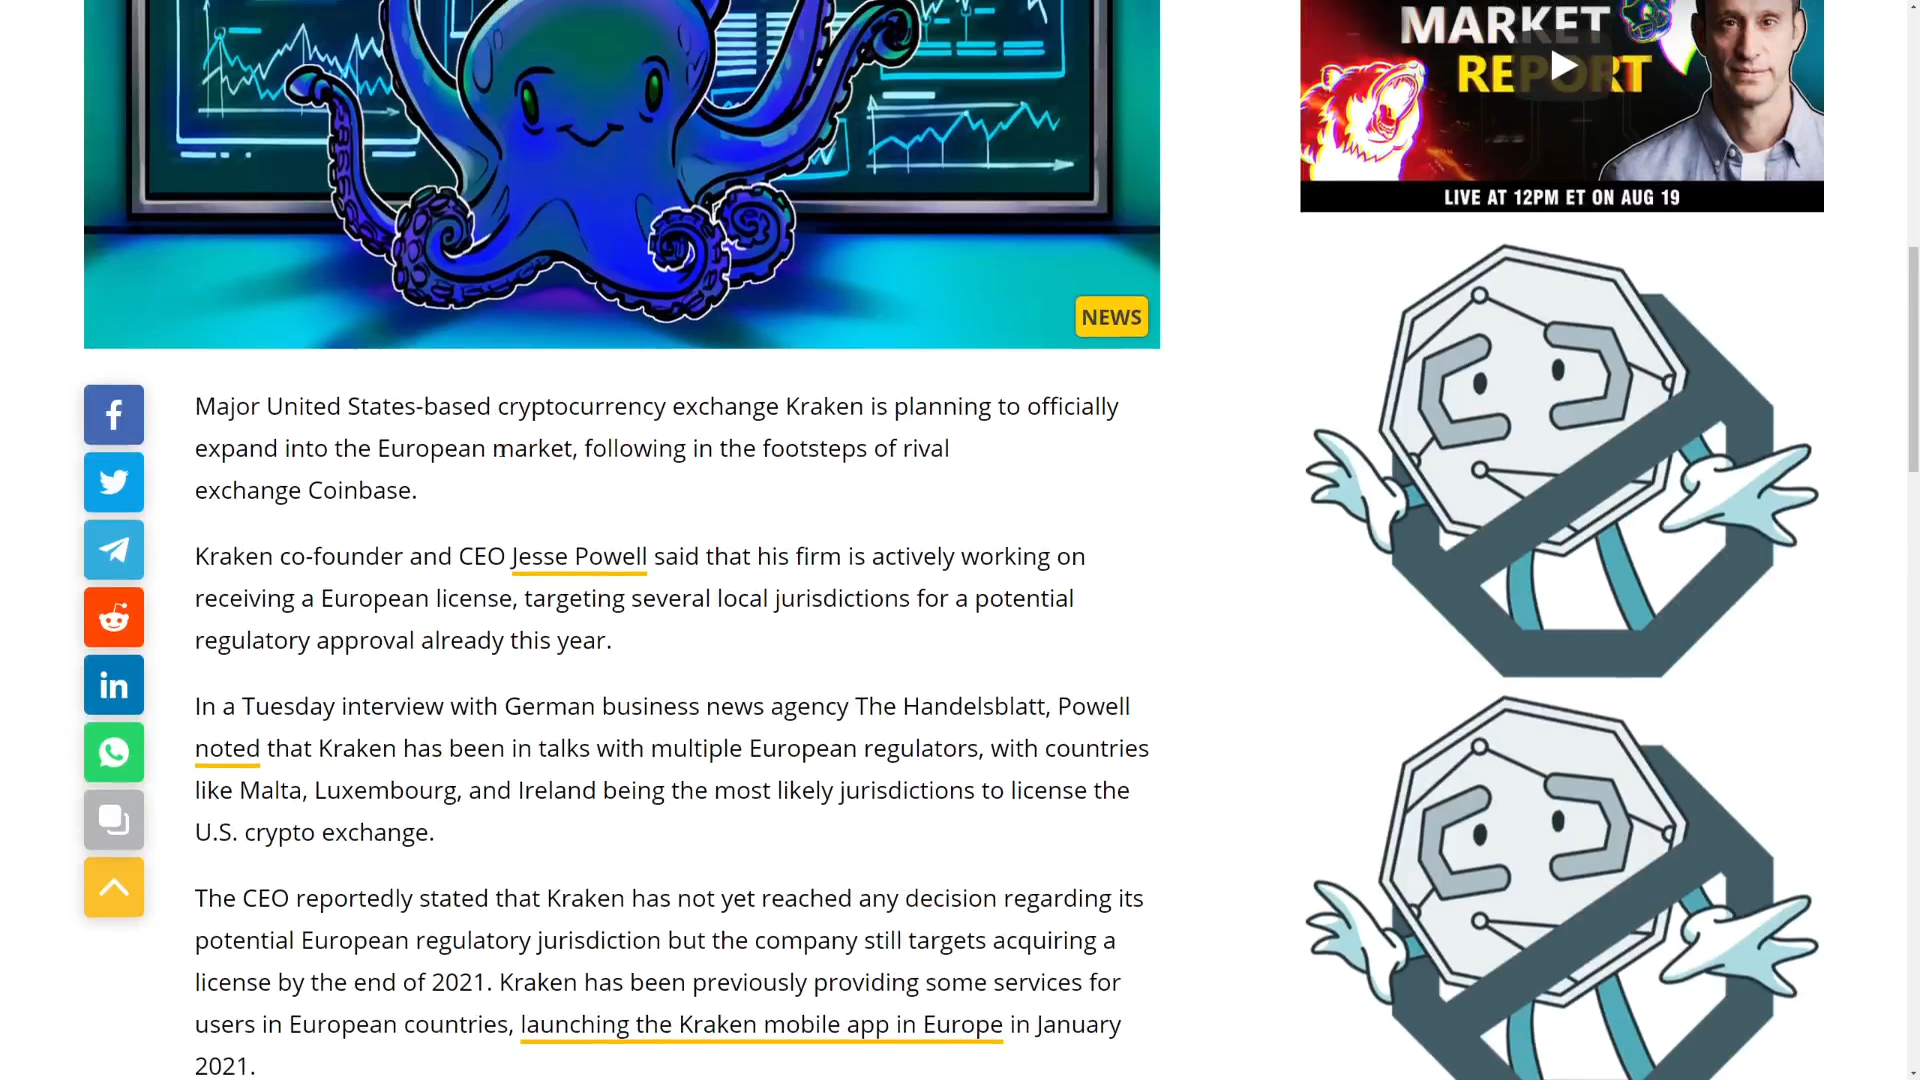 MARKET
REPORT
LIVE AT 12PM ET ON AUG 19
NEWS
Major United States-based cryptocurrency exchange Kraken is planning to officially
expand into the European market, following in the footsteps of rival
exchange Coinbase.
Kraken co-founder and CEO Jesse Powell said that his firm is actively working on
receiving a European license, targeting several local jurisdictions for a potential
regulatory approval already this year.
In a Tuesday interview with German business news agency The Handelsblatt, Powell
noted that Kraken has been in talks with multiple European regulators, with countries
like Malta, Luxembourg, and Ireland being the most likely jurisdictions to license the
U.S. crypto exchange.
The CEO reportedly stated that Kraken has not yet reached any decision regarding its
potential European regulatory jurisdiction but the company still targets acquiring a
license by the end of 2021. Kraken has been previously providing some services for
users in European countries, launching the Kraken mobile app in Europe in January
2021.